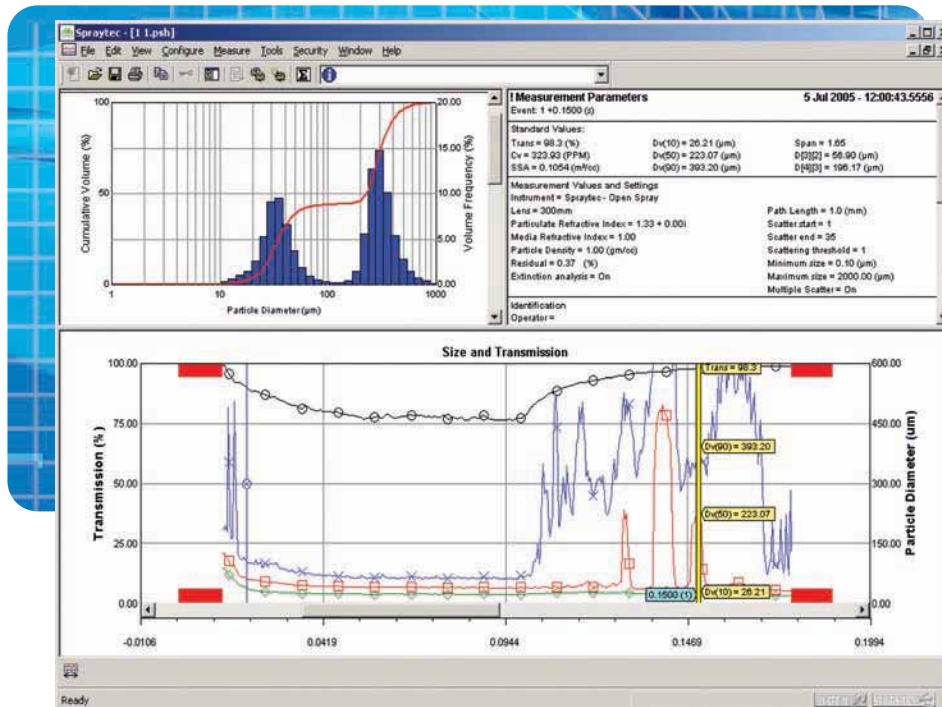 Spraytec - [1 1.psh]
File Edit View Configure Measure Tools Security Window Help
100
50
0
Cumulative Volume (%)
20.00
15.00
10.00
5.00
0.00
Volume Frequency (%)
1 10 100 1000
Particle Diameter (µm)
! Measurement Parameters 5 Jul 2005 - 12:00:43.5556
Event: 1 +0.1500 (s)
Standard Values:
Trans = 98.3 (%) Dv(10) = 26.21 (µm) Span = 1.65
Cv = 323.93 (PPM) Dv(50) = 223.07 (µm) D[3][2] = 56.90 (µm)
SSA = 0.1054 (m²/cc) Dv(90) = 393.20 (µm) D[4][3] = 196.17 (µm)
Measurement Values and Settings
Instrument = Spraytec - Open Spray
Lens = 300mm Path Length = 1.0 (mm)
Particulate Refractive Index = 1.33 + 0.00i Scatter start = 1
Media Refractive Index = 1.00 Scatter end = 35
Particle Density = 1.00 (gm/cc) Scattering threshold = 1
Residual = 0.37 (%) Minimum size = 0.10 (µm)
Extinction analysis = On Maximum size = 2000.00 (µm)
Multiple Scatter = On
Identification
Operator =
Size and Transmission
100.00
75.00
50.00
25.00
0.00
Transmission (%)
600.00
450.00
300.00
150.00
0.00
Particle Diameter (um)
Trans = 98.3
Dv(90) = 393.20
Dv(50) = 223.07
Dv(10) = 26.21
0.1500 (1)
-0.0106 0.0419 0.0944 0.1469 0.1994
Ready